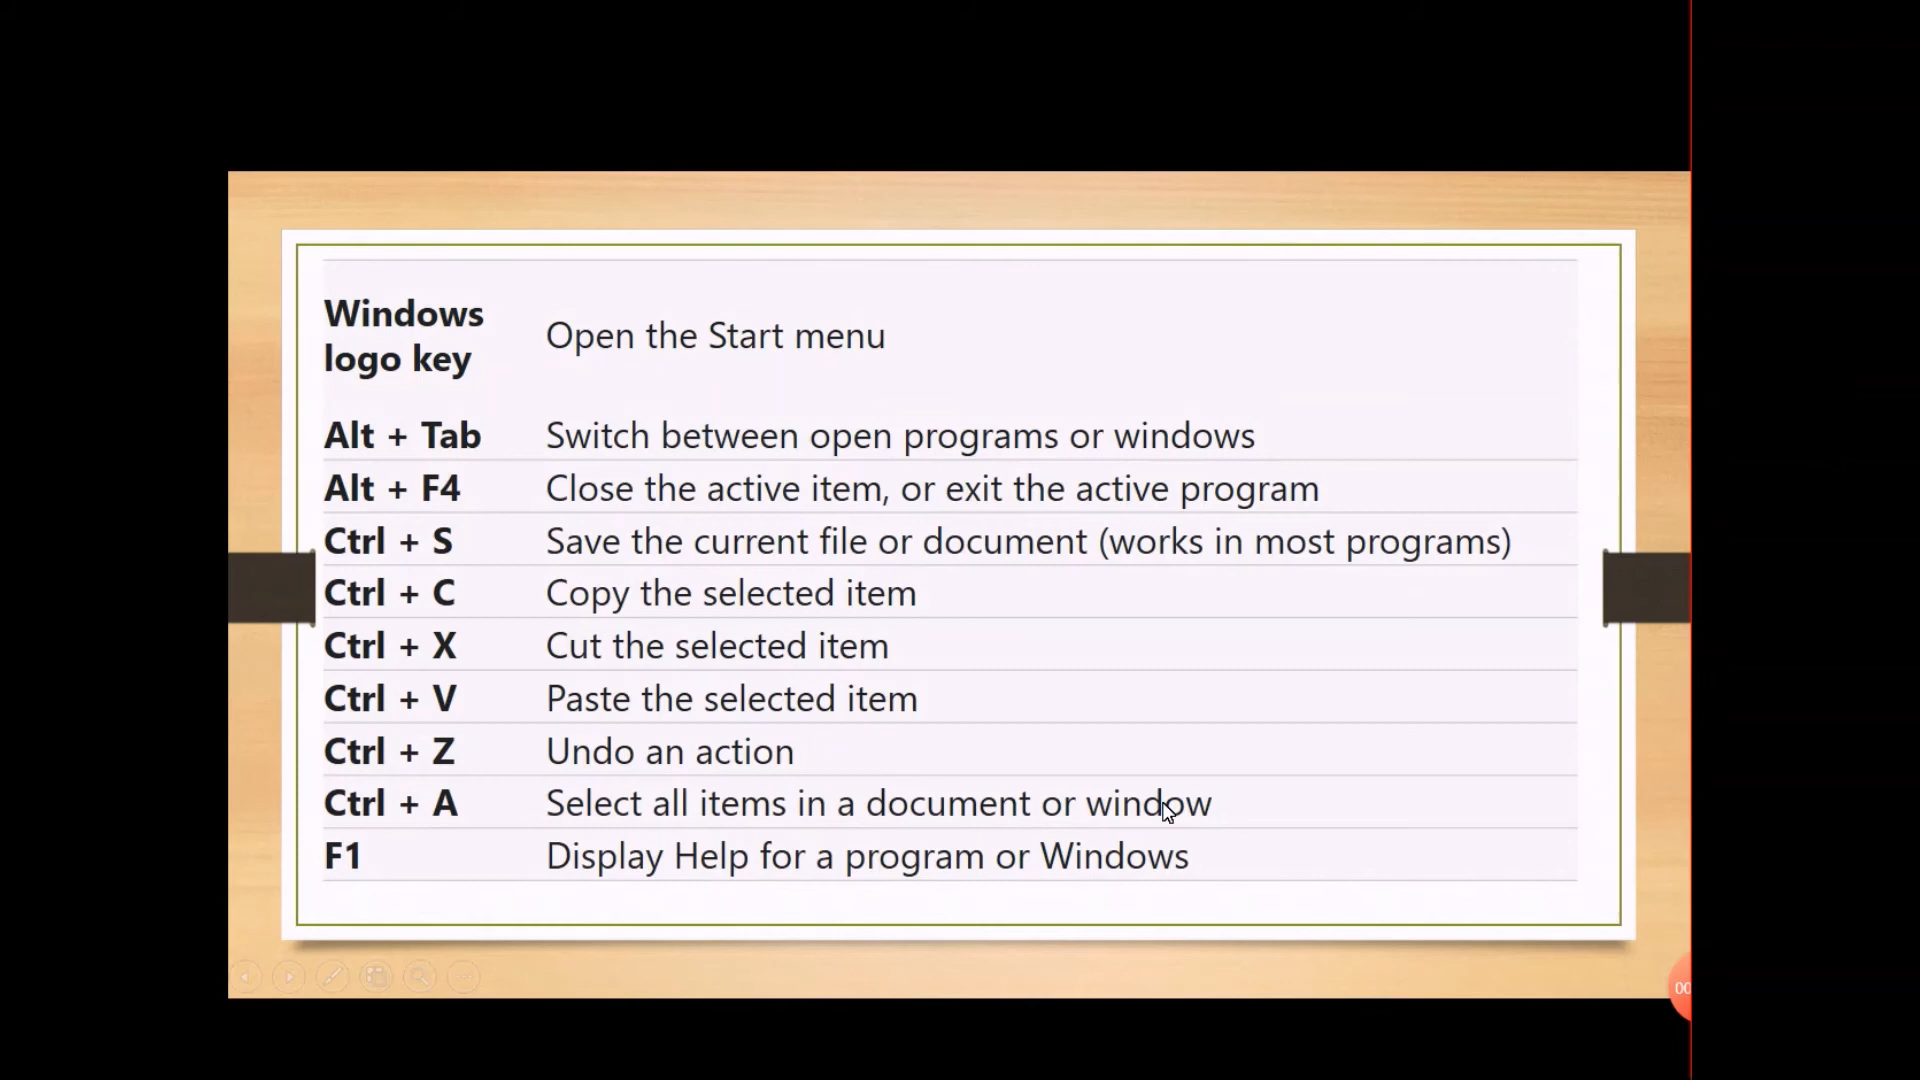 Windows
logo key
Open the Start menu
Alt + Tab Switch between open programs or windows
Alt + F4 Close the active item, or exit the active program
Ctrl + S Save the current file or document (works in most programs)
Ctrl + C Copy the selected item
Ctrl + X Cut the selected item
Ctrl + V Paste the selected item
Ctrl + Z Undo an action
Ctrl + A Select all items in a document or window
F1 Display Help for a program or Windows
00